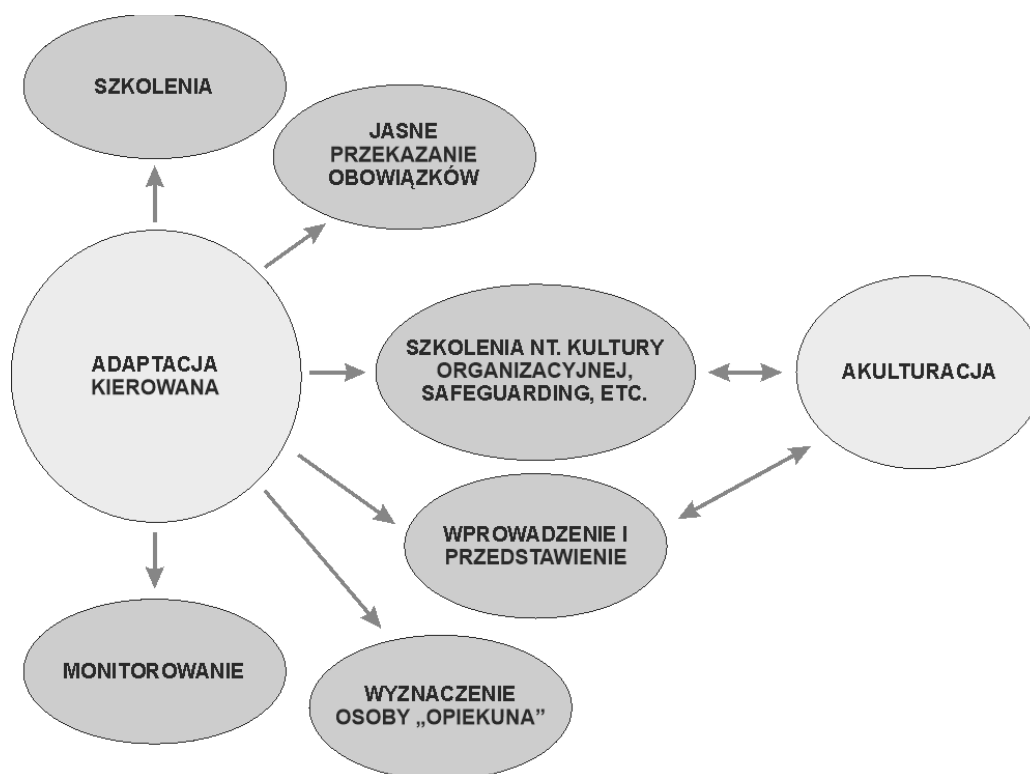 SZKOLENIA
JASNE
PRZEKAZANIE
OBOWIĄZKÓW
ADAPTACJA
KIEROWANA
SZKOLENIA NT. KULTURY
ORGANIZACYJNEJ,
SAFEGUARDING, ETC.
AKULTURACJA
WPROWADZENIE I
PRZEDSTAWIENIE
MONITOROWANIE
WYZNACZENIE
OSOBY „OPIEKUNA”